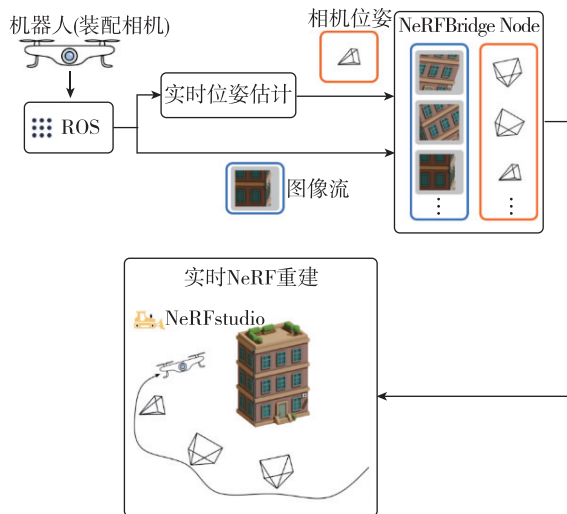 机器人(装配相机)
相机位姿
NeRFBridge Node
ROS
实时位姿估计
图像流
实时NeRF重建
NeRFstudio